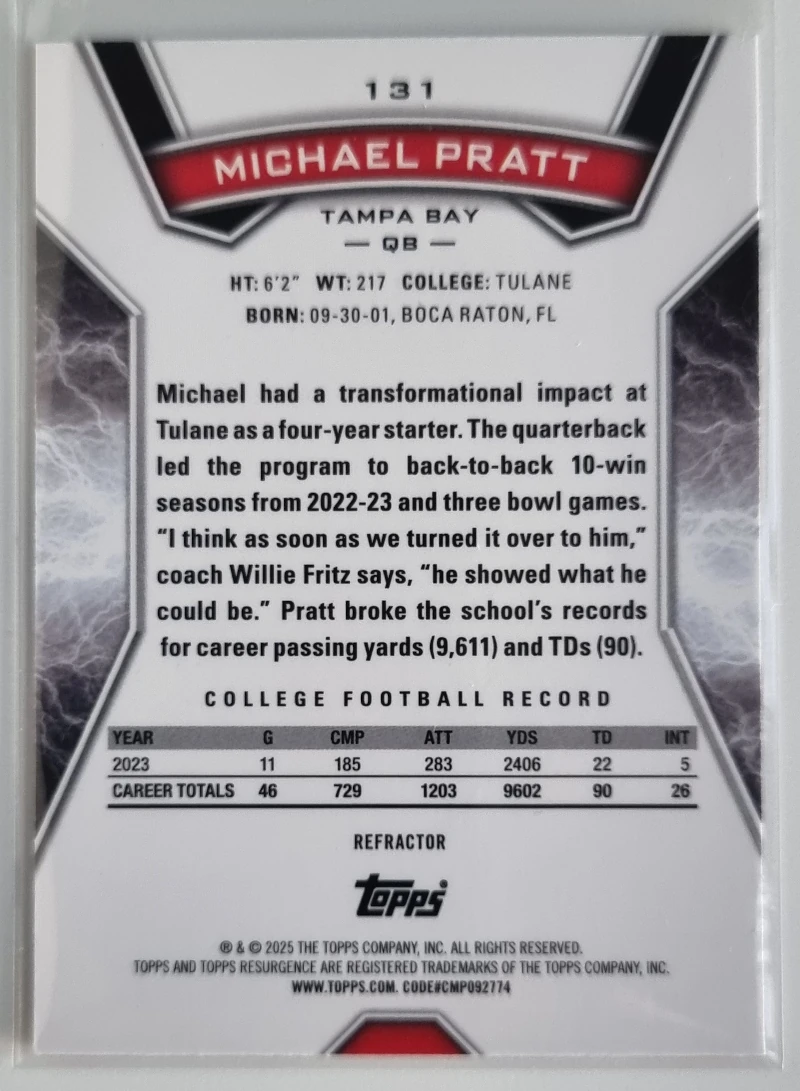 131
MICHAEL PRATT
TAMPA BAY
— QB —
HT: 6'2" WT: 217 COLLEGE: TULANE
BORN: 09-30-01, BOCA RATON, FL
Michael had a transformational impact at
Tulane as a four-year starter. The quarterback
led the program to back-to-back 10-win
seasons from 2022-23 and three bowl games.
"I think as soon as we turned it over to him,"
coach Willie Fritz says, "he showed what he
could be." Pratt broke the school's records
for career passing yards (9,611) and TDs (90).
COLLEGE FOOTBALL RECORD
YEAR G CMP ATT YDS TD INT
2023 11 185 283 2406 22 5
CAREER TOTALS 46 729 1203 9602 90 26
REFRACTOR
Topps®
® & © 2025 THE TOPPS COMPANY, INC. ALL RIGHTS RESERVED.
TOPPS AND TOPPS RESURGENCE ARE REGISTERED TRADEMARKS OF THE TOPPS COMPANY, INC.
WWW.TOPPS.COM. CODE#CMP092774